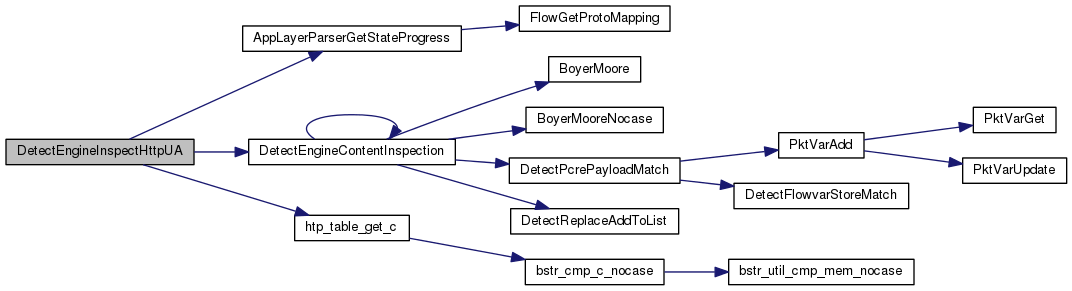 DetectEngineInspectHttpUA
AppLayerParserGetStateProgress
FlowGetProtoMapping
DetectEngineContentInspection
BoyerMoore
BoyerMooreNocase
DetectPcrePayloadMatch
PktVarAdd
PktVarGet
PktVarUpdate
DetectFlowvarStoreMatch
DetectReplaceAddToList
htp_table_get_c
bstr_cmp_c_nocase
bstr_util_cmp_mem_nocase